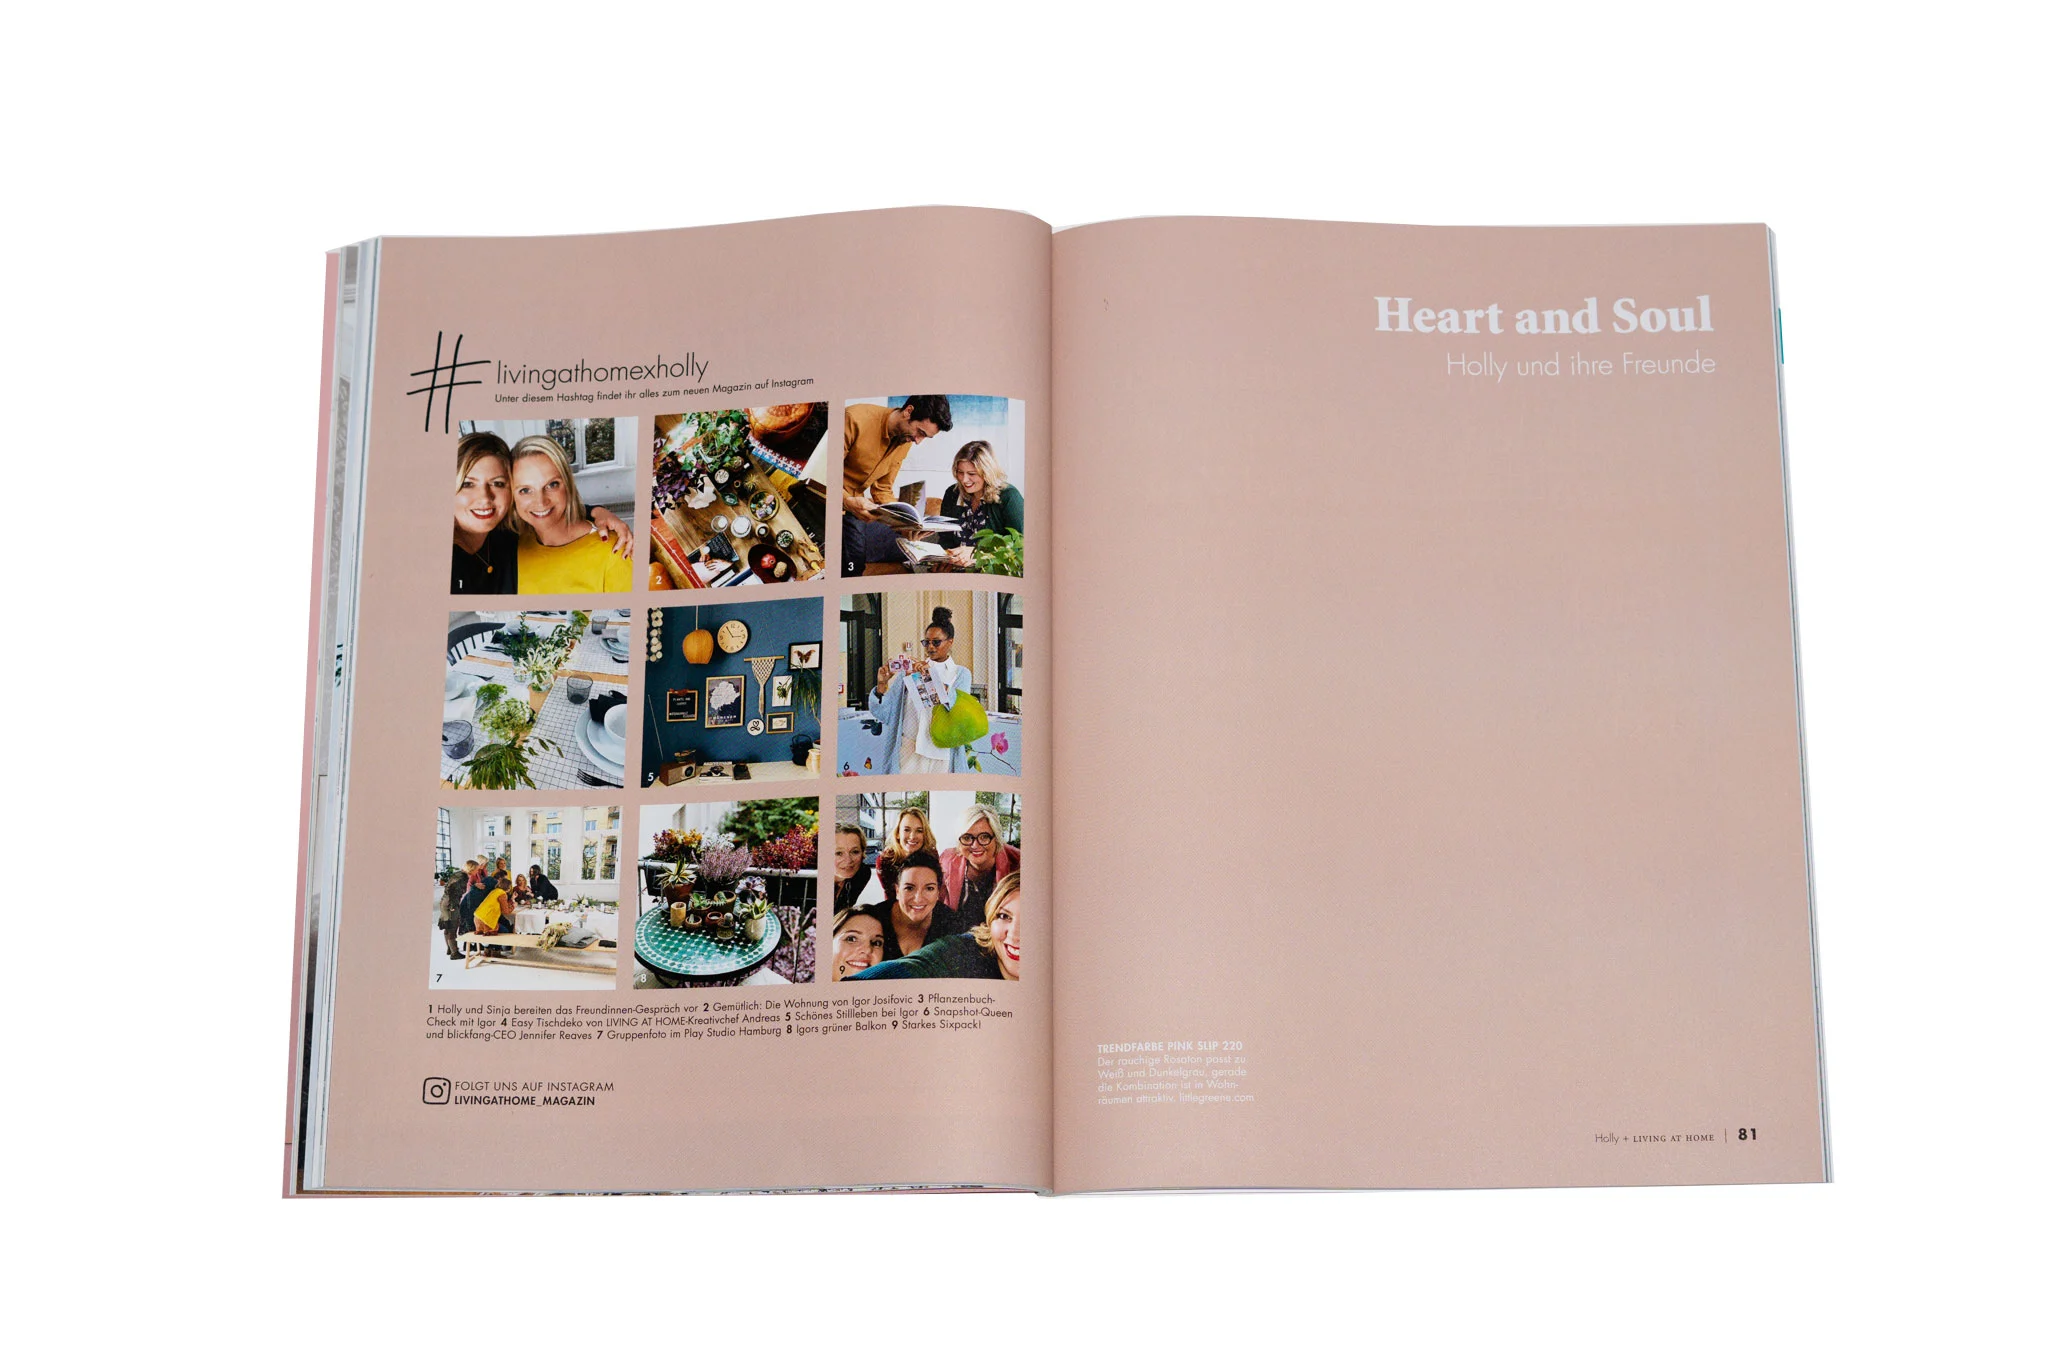 # livingathomexholly
Unter diesem Hashtag findet ihr alles zum neuen Magazin auf Instagram
1
2
3
4
5
6
7
8
9
1 Holly und Sinja bereiten das Freundinnen-Gespräch vor 2 Gemütlich: Die Wohnung von Igor Josifovic 3 Pflanzenbuch-
Check mit Igor 4 Easy Tischdeko von LIVING AT HOME-Kreativchef Andreas 5 Schönes Stillleben bei Igor 6 Snapshot-Queen
und blickfang-CEO Jennifer Reaves 7 Gruppenfoto im Play Studio Hamburg 8 Igors grüner Balkon 9 Starkes Sixpack!
FOLGT UNS AUF INSTAGRAM
LIVINGATHOME_MAGAZIN
Heart and Soul
Holly und ihre Freunde
TRENDFARBE PINK SLIP 220
Der rauchige Rosaton passt zu
Weiß und Dunkelgrau, gerade
die Kombination ist in Wohn-
räumen attraktiv. littlegreene.com
Holly + LIVING AT HOME | 81